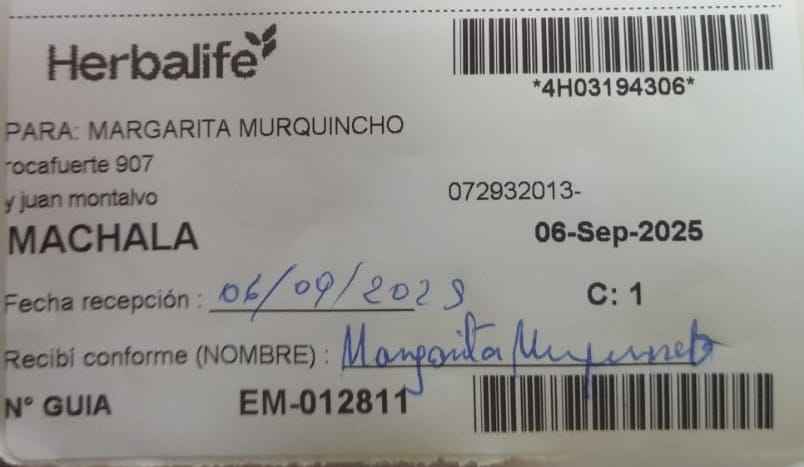 Herbalife
*4H03194306*
PARA: MARGARITA MURQUINCHO
rocafuerte 907
y juan montalvo 072932013-
MACHALA 06-Sep-2025
Fecha recepción : 06/09/2025 C: 1
Recibí conforme (NOMBRE) : Margarita
N° GUIA EM-012811